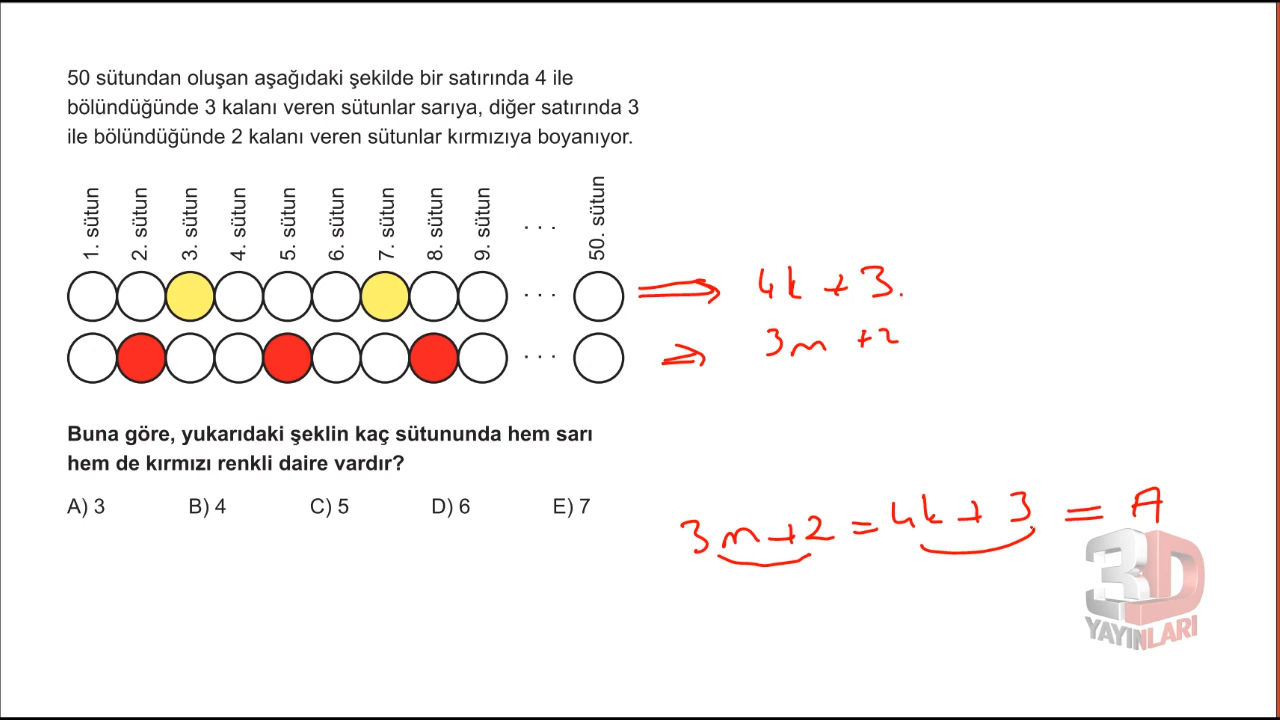 50 sütundan oluşan aşağıdaki şekilde bir satırında 4 ile
bölündüğünde 3 kalanı veren sütunlar sarıya, diğer satırında 3
ile bölündüğünde 2 kalanı veren sütunlar kırmızıya boyanıyor.
1. sütun
2. sütun
3. sütun
4. sütun
5. sütun
6. sütun
7. sütun
8. sütun
9. sütun
. . .
50. sütun
. . .
4k + 3.
. . .
3m + 2
Buna göre, yukarıdaki şeklin kaç sütununda hem sarı
hem de kırmızı renkli daire vardır?
A) 3 B) 4 C) 5 D) 6 E) 7
3m + 2 = 4k + 3 = A
3D
YAYINLARI